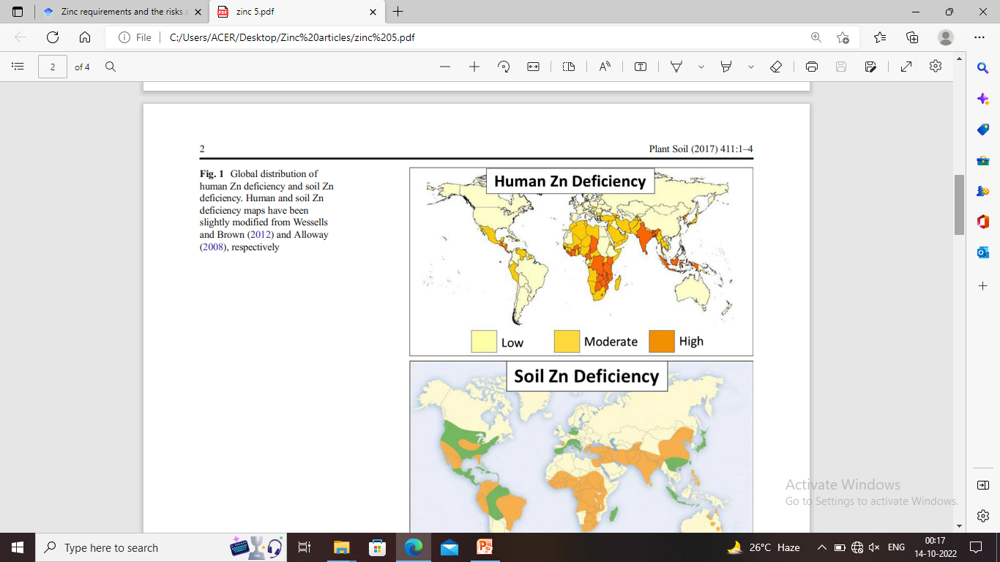 Zinc requirements and the risks a
zinc 5.pdf
File
C:/Users/ACER/Desktop/Zinc%20articles/zinc%205.pdf
2
of 4
2
Plant Soil (2017) 411:1–4
Fig. 1 Global distribution of
human Zn deficiency and soil Zn
deficiency. Human and soil Zn
deficiency maps have been
slightly modified from Wessells
and Brown (2012) and Alloway
(2008), respectively
Human Zn Deficiency
Low
Moderate
High
Soil Zn Deficiency
Activate Windows
Go to Settings to activate Windows.
Type here to search
26°C Haze
ENG
00:17
14-10-2022